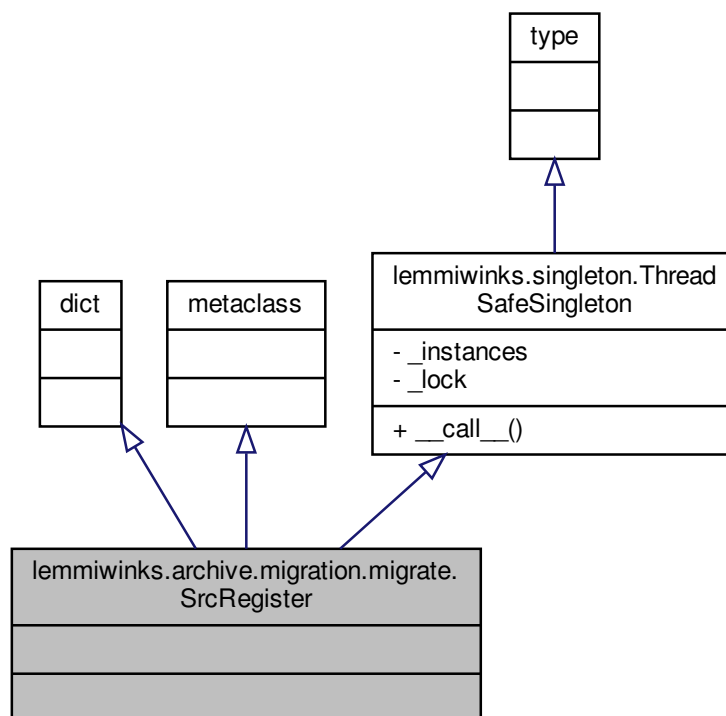 type
lemmiwinks.singleton.Thread
SafeSingleton
- _instances
- _lock
+ __call__()
dict
metaclass
lemmiwinks.archive.migration.migrate.
SrcRegister